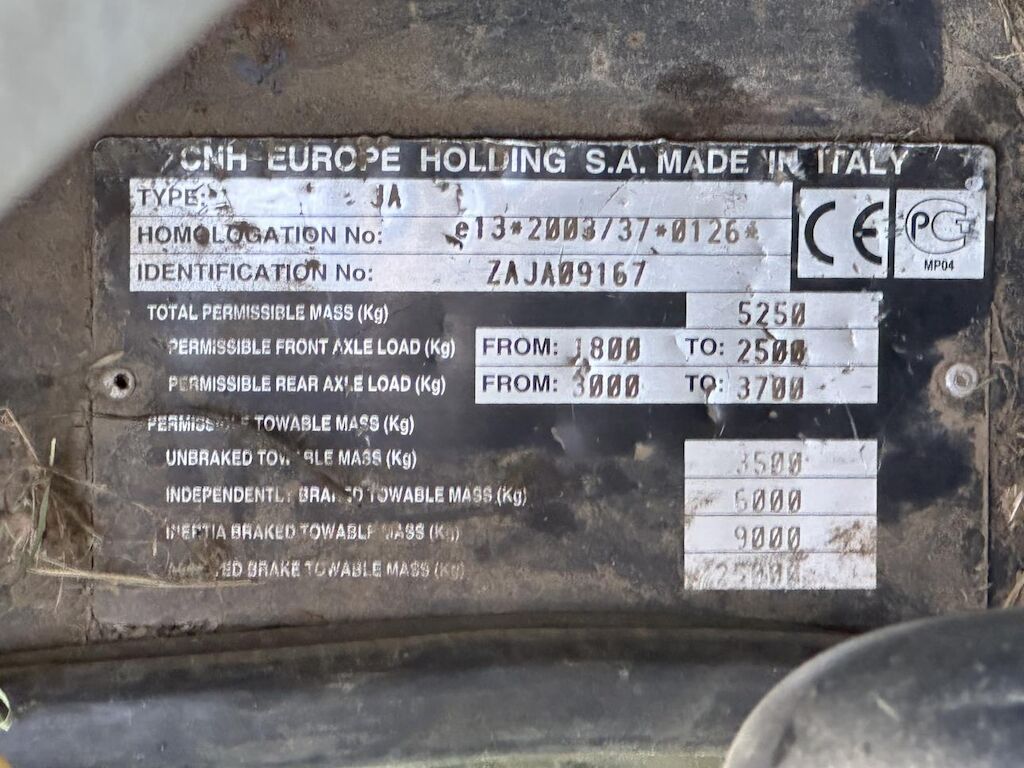 CNH EUROPE HOLDING S.A. MADE IN ITALY
TYPE: JA
HOMOLOGATION No: e13*2003/37*0126*
IDENTIFICATION No: ZAJA09167
CE
PCT
MP04
TOTAL PERMISSIBLE MASS (Kg) 5250
PERMISSIBLE FRONT AXLE LOAD (Kg) FROM: 1800 TO: 2500
PERMISSIBLE REAR AXLE LOAD (Kg) FROM: 3000 TO: 3700
PERMISSIBLE TOWABLE MASS (Kg)
UNBRAKED TOWABLE MASS (Kg) 3500
INDEPENDENTLY BRAKED TOWABLE MASS (Kg) 6000
INERTIA BRAKED TOWABLE MASS (Kg) 9000
BRAKE TOWABLE MASS (Kg)